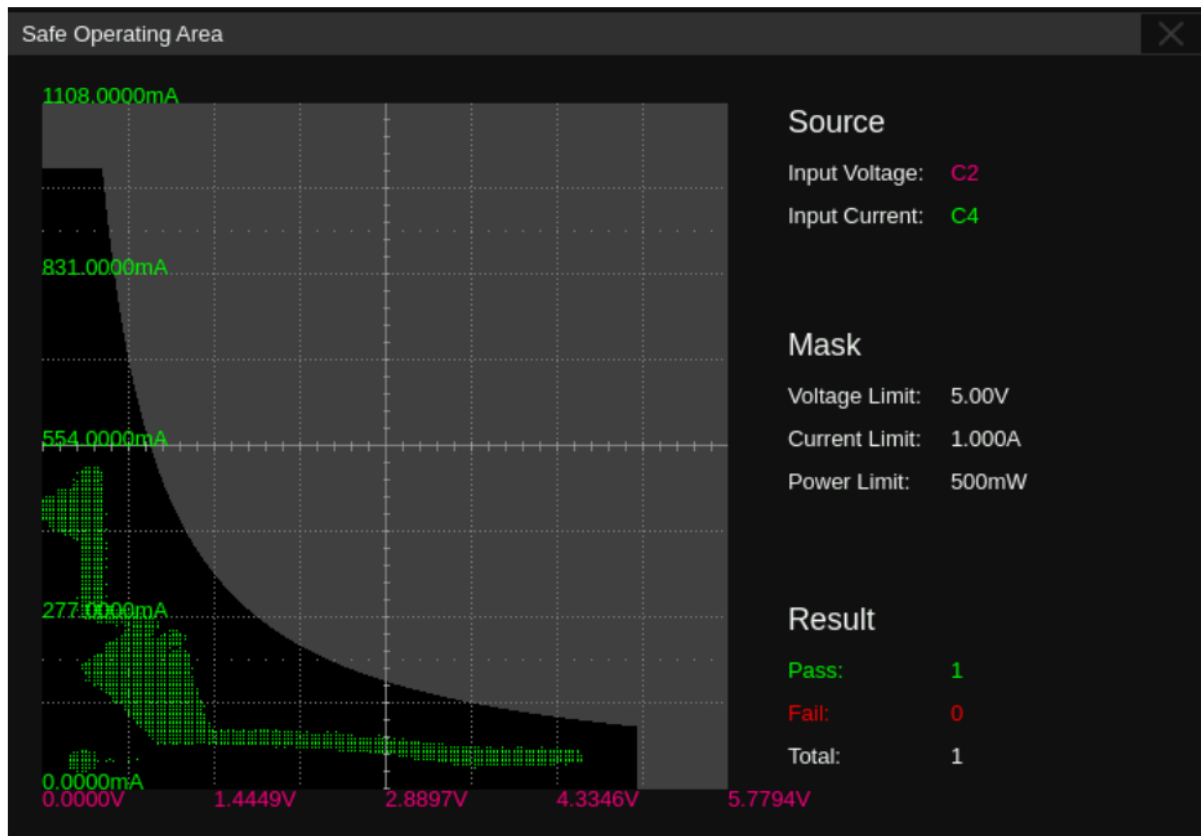 Safe Operating Area
1108.0000mA
831.0000mA
554.0000mA
277.0000mA
0.0000mA
0.0000V 1.4449V 2.8897V 4.3346V 5.7794V
Source
Input Voltage: C2
Input Current: C4
Mask
Voltage Limit: 5.00V
Current Limit: 1.000A
Power Limit: 500mW
Result
Pass: 1
Fail: 0
Total: 1